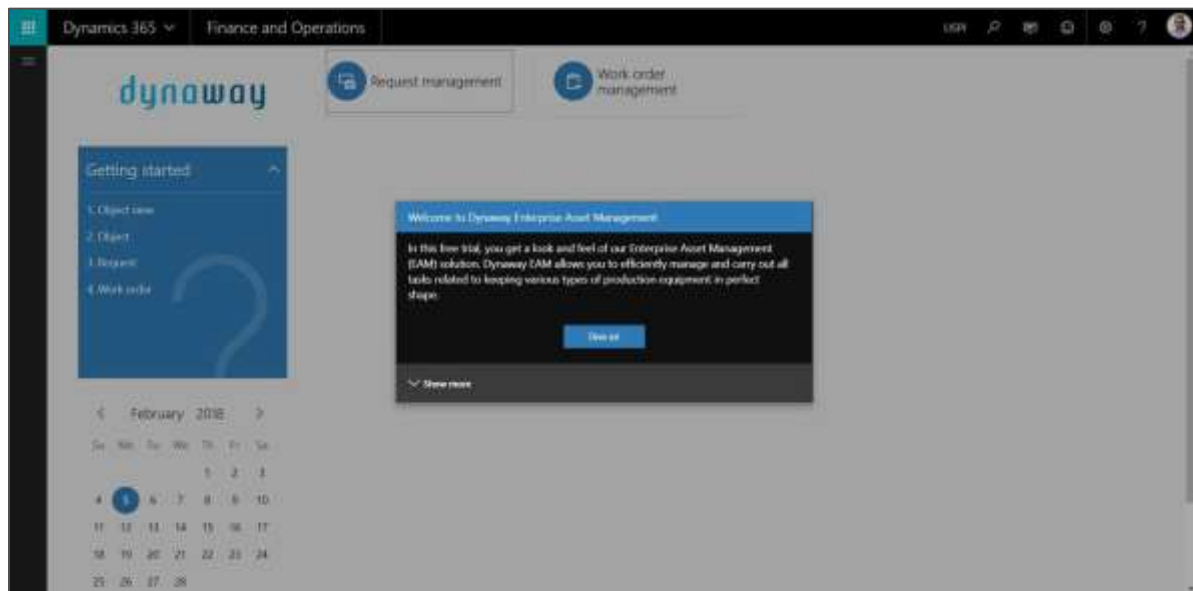 Dynamics 365
Finance and Operations
USPI
?
dynaway
Request management
Work order
management
Getting started
1. Object view
2. Object
3. Request
4. Work order
Welcome to Dynaway Enterprise Asset Management
In this free trial, you get a look and feel of our Enterprise Asset Management
(EAM) solution. Dynaway EAM allows you to efficiently manage and carry out all
tasks related to keeping various types of production equipment in perfect
shape.
Show more
February 2018
Su Mo Tu We Th Fr Sa
1 2 3
4 5 6 7 8 9 10
11 12 13 14 15 16 17
18 19 20 21 22 23 24
25 26 27 28